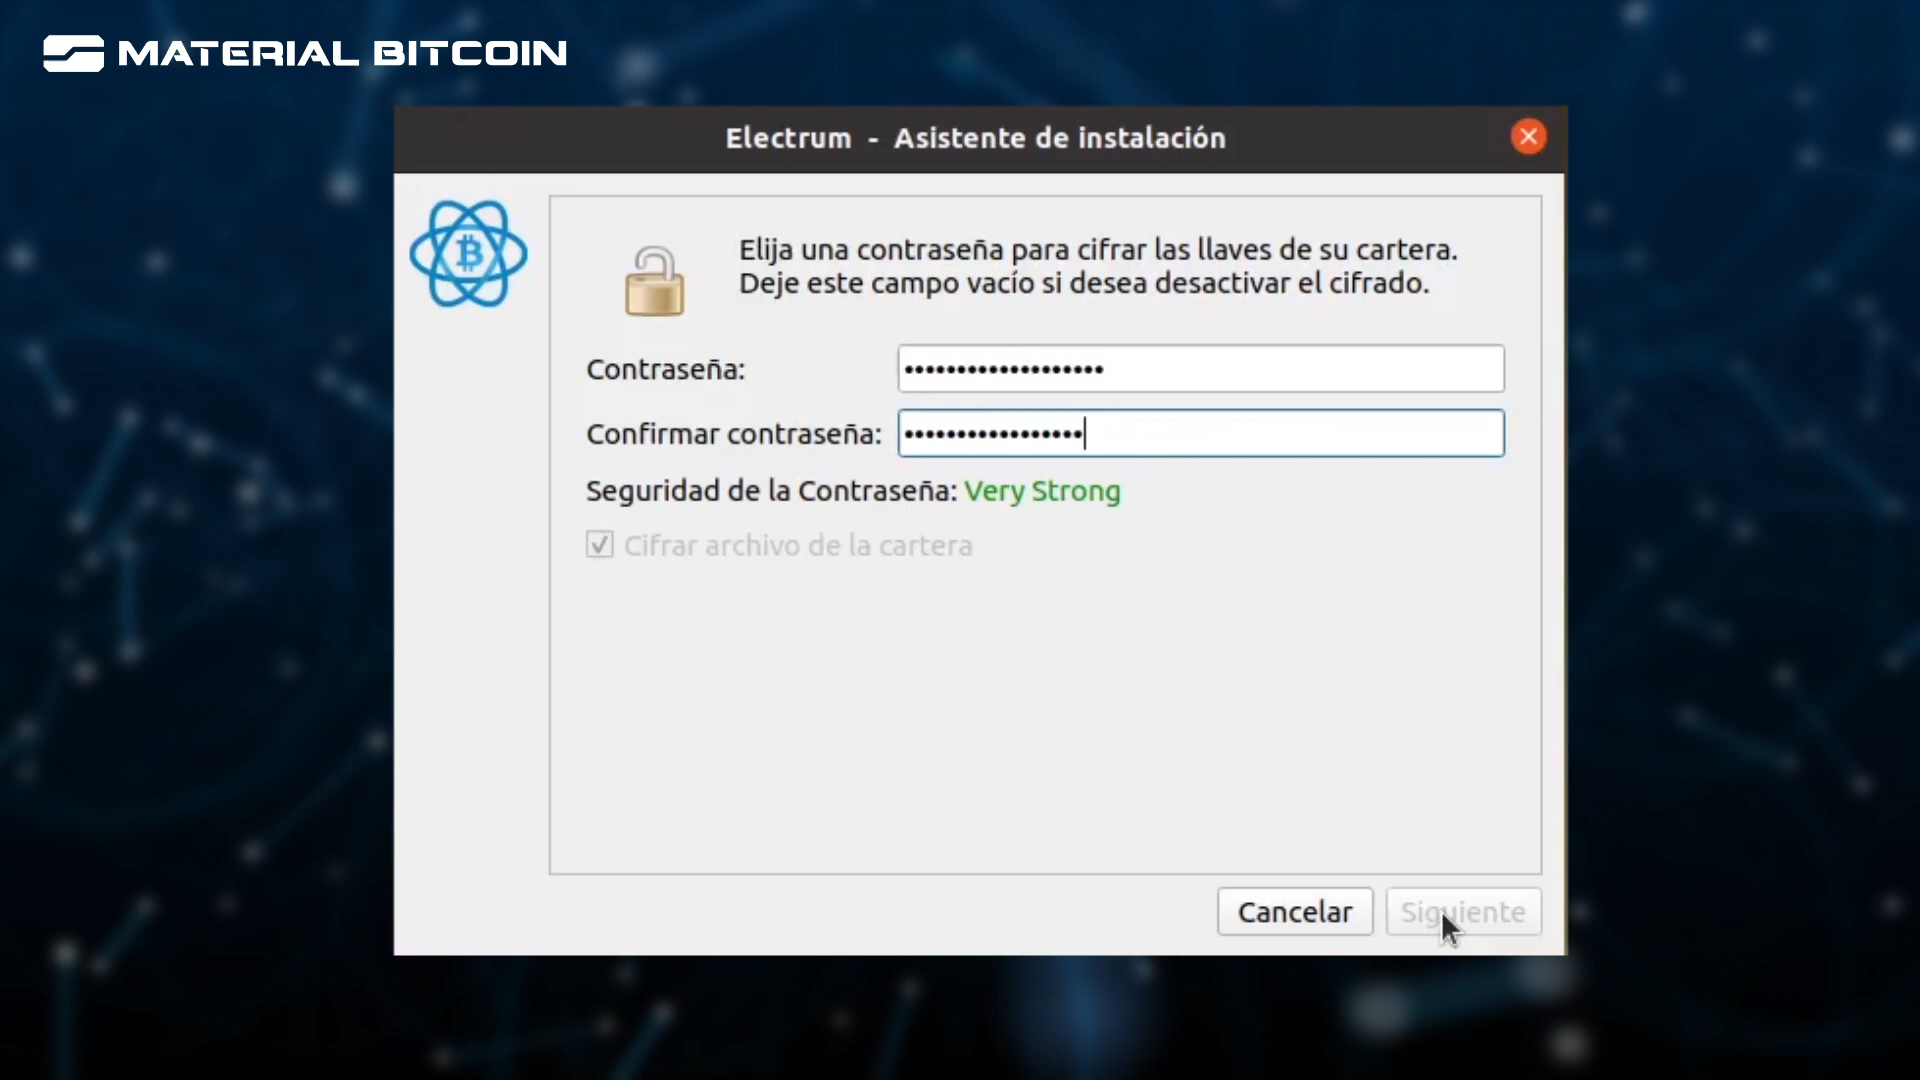 MATERIAL BITCOIN
Electrum - Asistente de instalación
Elija una contraseña para cifrar las llaves de su cartera.
Deje este campo vacío si desea desactivar el cifrado.
Contraseña: •••••••••••••••••••
Confirmar contraseña: •••••••••••••••••
Seguridad de la Contraseña: Very Strong
Cifrar archivo de la cartera
Cancelar Siguiente